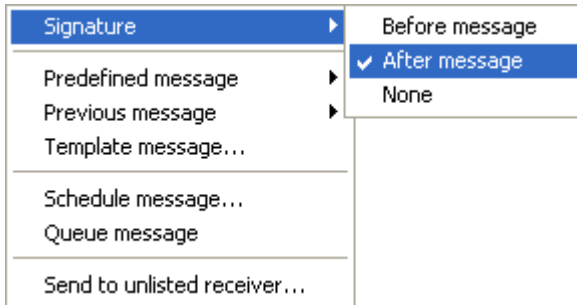 Signature
Before message
After message
None
Predefined message
Previous message
Template message...
Schedule message...
Queue message
Send to unlisted receiver...